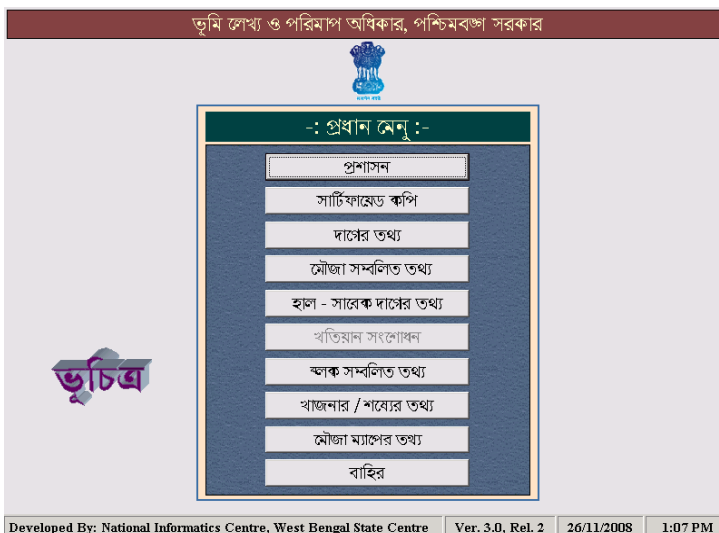 ভূমি লেখ্য ও পরিমাপ অধিকার, পশ্চিমবঙ্গ সরকার
-: প্রধান মেনু :-
প্রশাসন
সার্টিফায়েড কপি
দাগের তথ্য
মৌজা সম্বলিত তথ্য
হাল - সাবেক দাগের তথ্য
খতিয়ান সংশোধন
ব্লক সম্বলিত তথ্য
খাজনার / শষ্যের তথ্য
মৌজা ম্যাপের তথ্য
বাহির
ভূচিত্র
Developed By: National Informatics Centre, West Bengal State Centre Ver. 3.0, Rel. 2 26/11/2008 1:07 PM